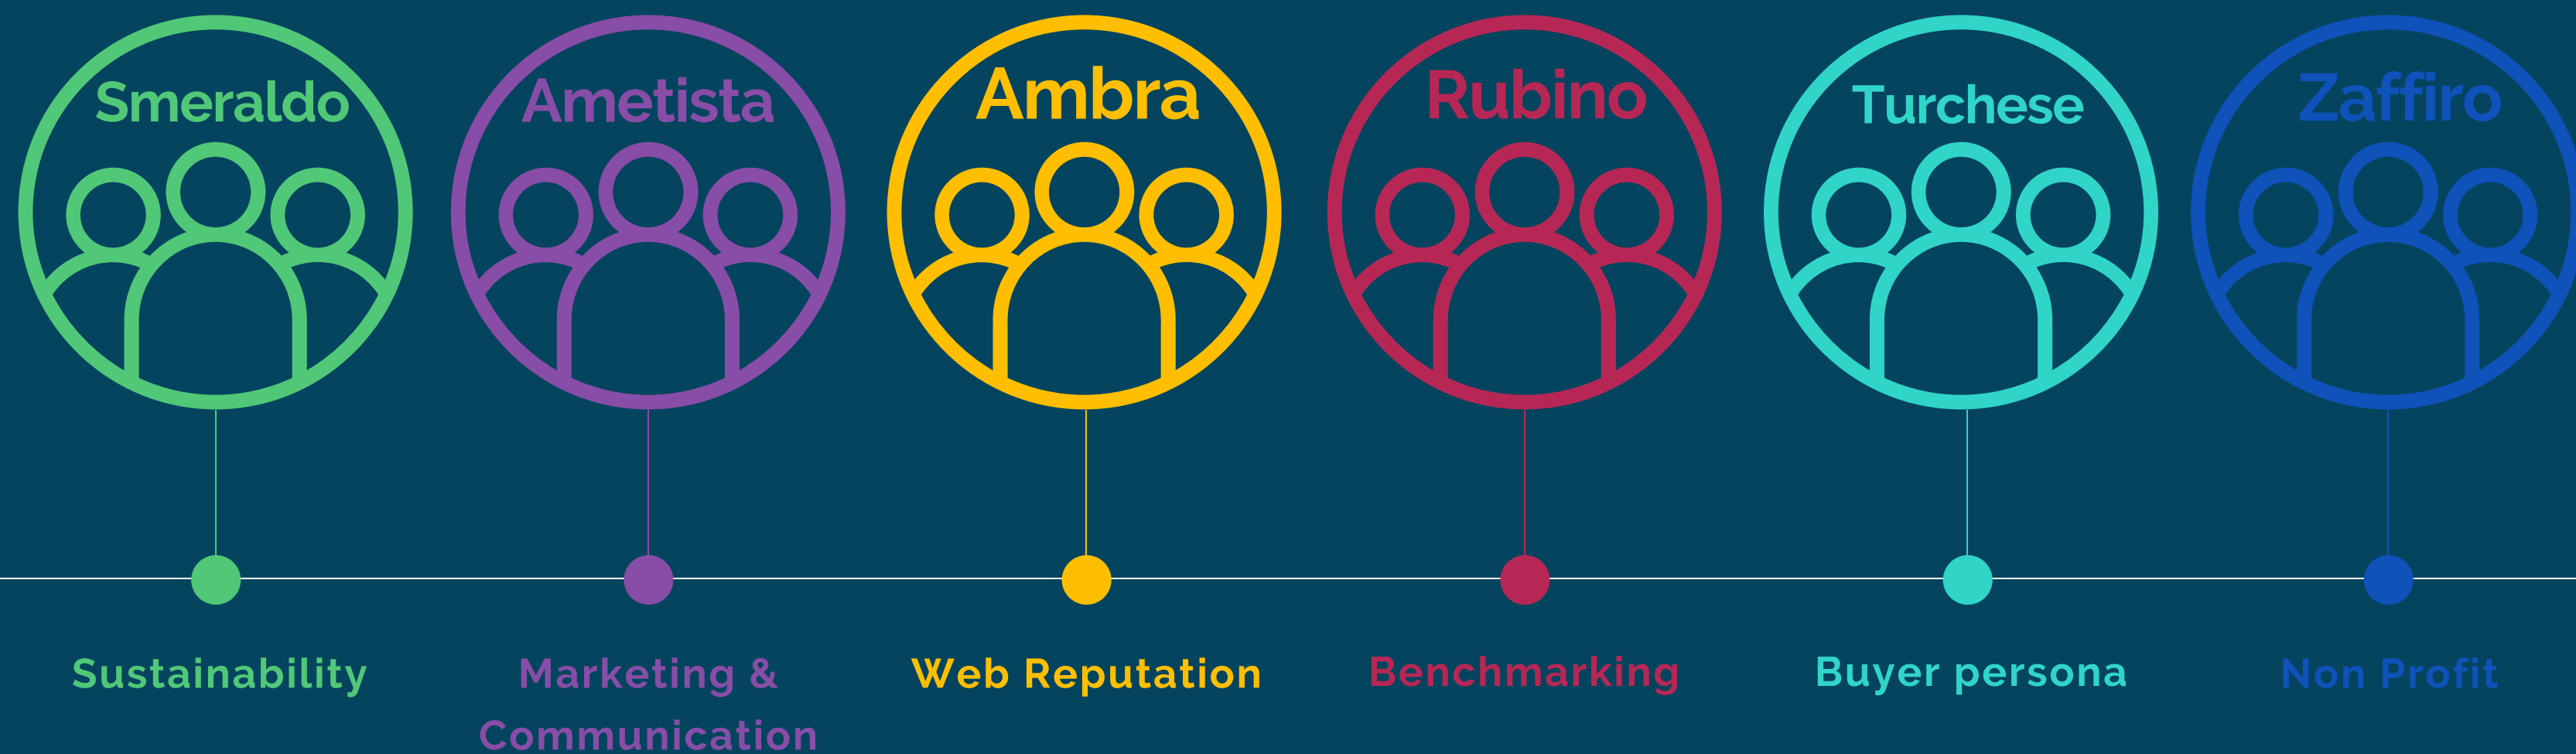 Smeraldo
Ametista
Ambra
Rubino
Turchese
Zaffiro
Sustainability
Marketing &
Communication
Web Reputation
Benchmarking
Buyer persona
Non Profit